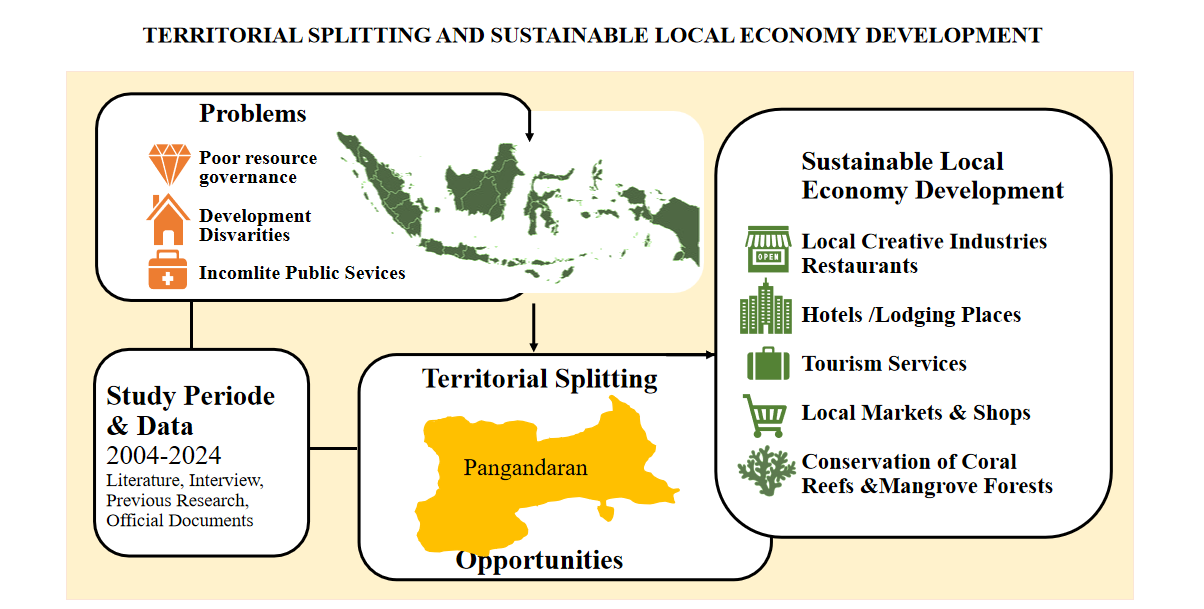 TERRITORIAL SPLITTING AND SUSTAINABLE LOCAL ECONOMY DEVELOPMENT
Problems
Poor resource
governance
Development
Disvarities
Incomlite Public Sevices
Study Periode
& Data
2004-2024
Literature, Interview,
Previous Research,
Official Documents
Territorial Splitting
Pangandaran
Opportunities
Sustainable Local
Economy Development
OPEN
Local Creative Industries
Restaurants
Hotels /Lodging Places
Tourism Services
Local Markets & Shops
Conservation of Coral
Reefs &Mangrove Forests